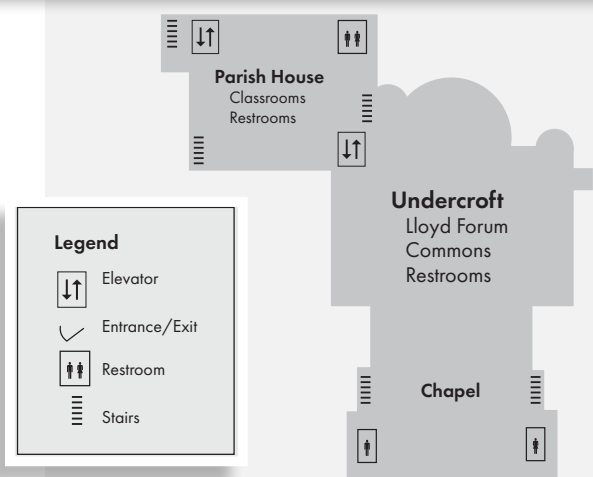 Parish House
Classrooms
Restrooms
Undercroft
Lloyd Forum
Commons
Restrooms
Chapel
Legend
Elevator
Entrance/Exit
Restroom
Stairs